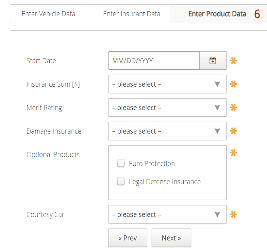 Enter Vehicle Data Enter Insurant Data Enter Product Data 6
Start Date MM/DD/YYYY *
Insurance Sum [$] – please select – *
Merit Rating – please select – *
Damage Insurance – please select – *
Optional Products *
Euro Protection
Legal Defense Insurance
Courtesy Car – please select – *
« Prev Next »